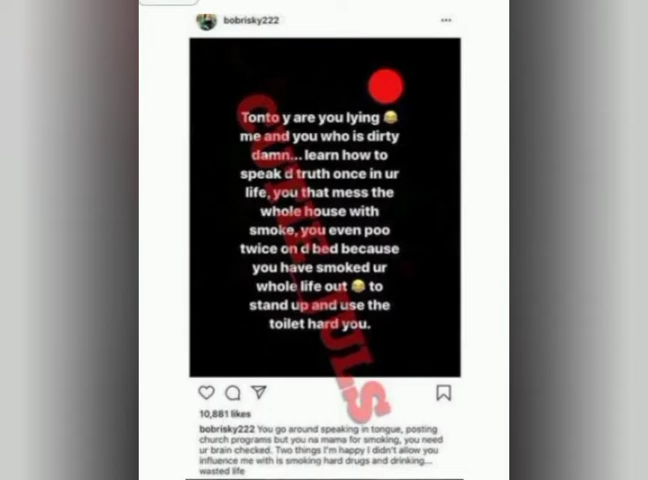 bobrisky222
Tonto y are you lying 😂
me and you who is dirty
damn... learn how to
speak d truth once in ur
life, you that mess the
whole house with
smoke, you even poo
twice on d bed because
you have smoked ur
whole life out 😂 to
stand up and use the
toilet hard you.
CUTIE_JULS
10,881 likes
bobrisky222 You go around speaking in tongue, posting
church programs but you na mama for smoking, you need
ur brain checked. Two things I'm happy I didn't allow you
influence me with is smoking hard drugs and drinking...
wasted life